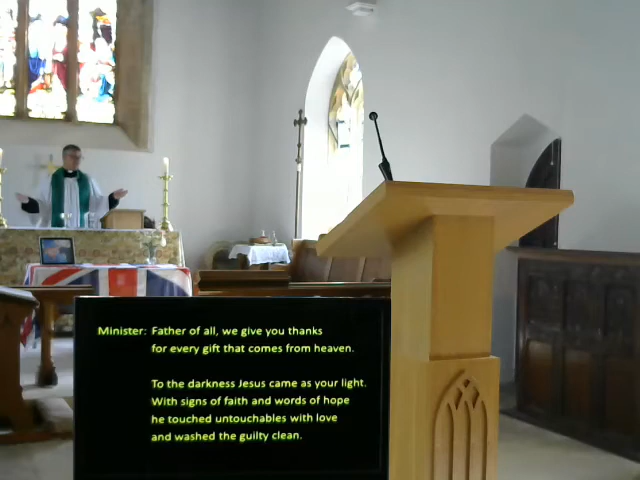 Minister: Father of all, we give you thanks
for every gift that comes from heaven.
To the darkness Jesus came as your light.
With signs of faith and words of hope
he touched untouchables with love
and washed the guilty clean.